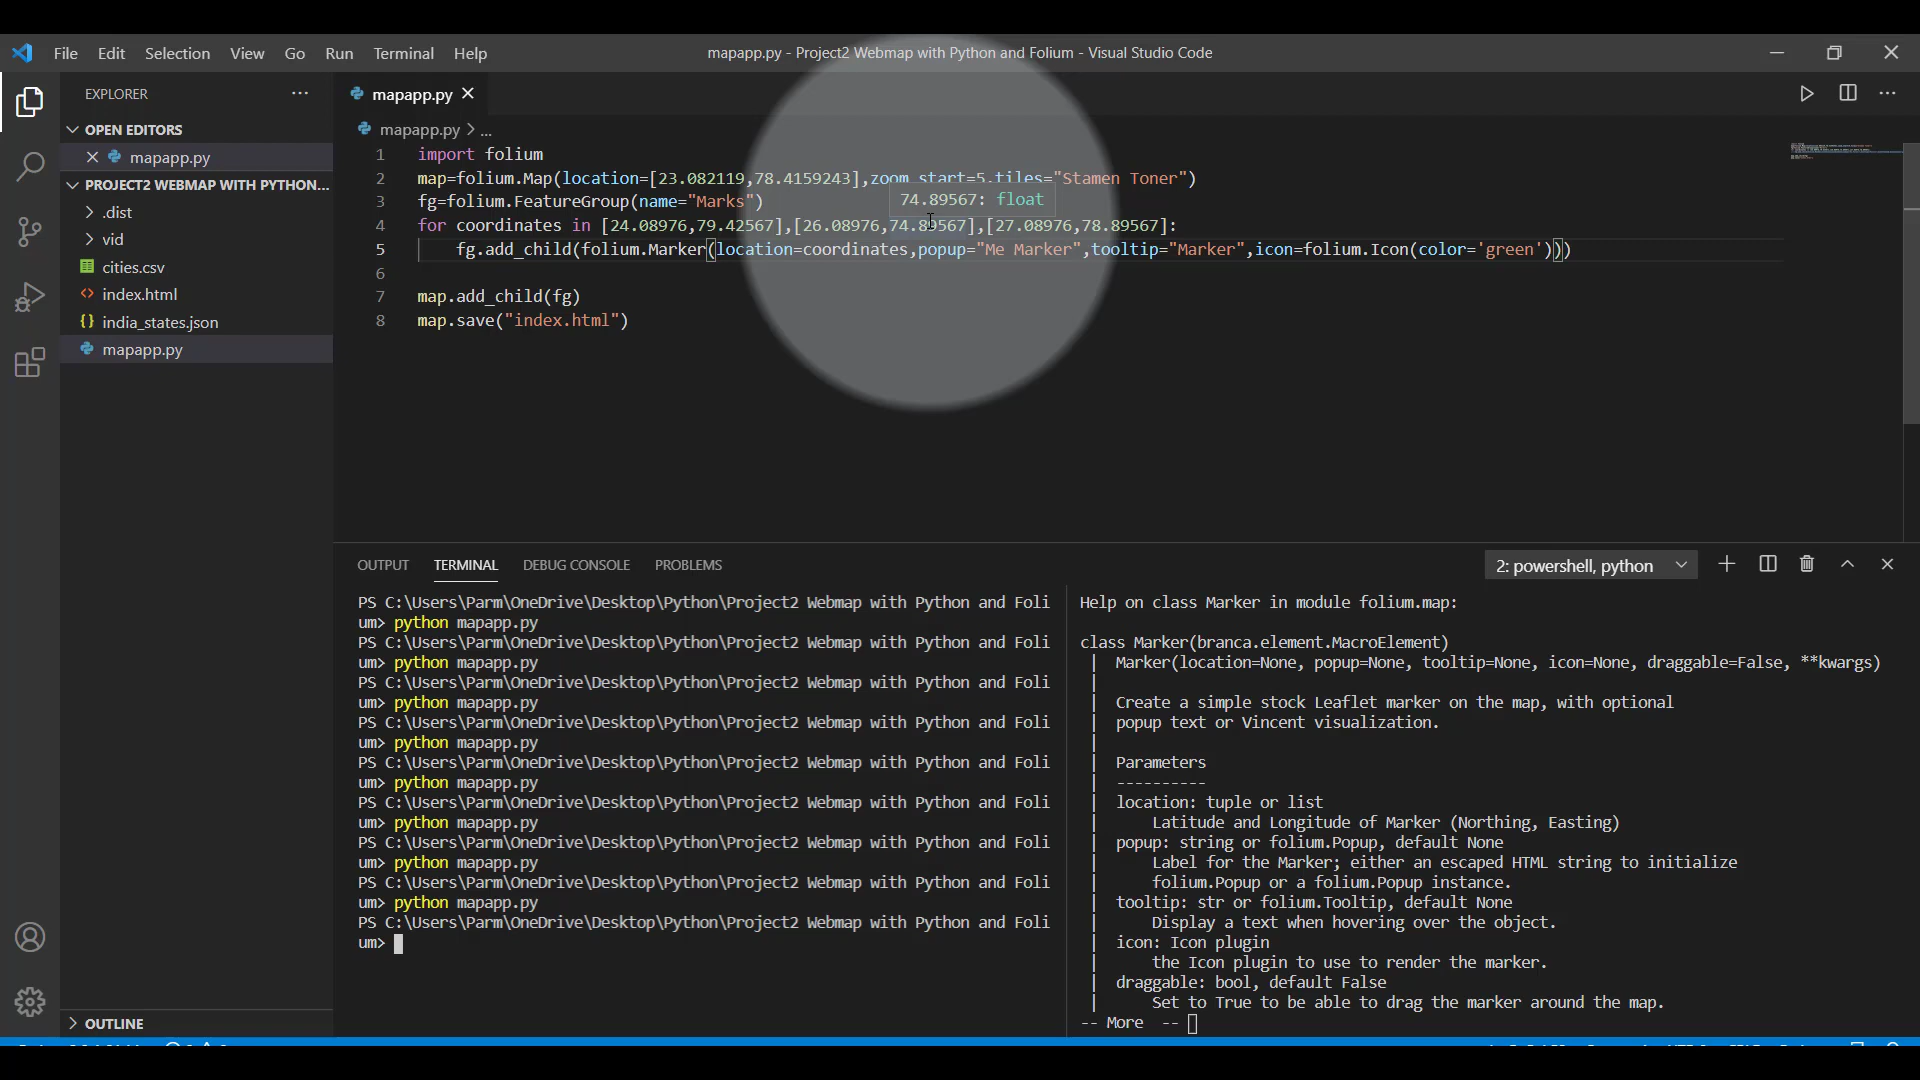 File Edit Selection View Go Run Terminal Help
mapapp.py - Project2 Webmap with Python and Folium - Visual Studio Code
EXPLORER
OPEN EDITORS
mapapp.py
PROJECT2 WEBMAP WITH PYTHON...
.dist
vid
cities.csv
index.html
india_states.json
mapapp.py
OUTLINE
mapapp.py
mapapp.py > ...
1 import folium
2 map=folium.Map(location=[23.082119,78.4159243],zoom_start=5,tiles="Stamen Toner")
3 fg=folium.FeatureGroup(name="Marks")
74.89567: float
4 for coordinates in [24.08976,79.42567],[26.08976,74.89567],[27.08976,78.89567]:
5 fg.add_child(folium.Marker(location=coordinates,popup="Me Marker",tooltip="Marker",icon=folium.Icon(color='green')))
6
7 map.add_child(fg)
8 map.save("index.html")
OUTPUT TERMINAL DEBUG CONSOLE PROBLEMS
2: powershell, python
PS C:\Users\Parm\OneDrive\Desktop\Python\Project2 Webmap with Python and Foli
um> python mapapp.py
PS C:\Users\Parm\OneDrive\Desktop\Python\Project2 Webmap with Python and Foli
um> python mapapp.py
PS C:\Users\Parm\OneDrive\Desktop\Python\Project2 Webmap with Python and Foli
um> python mapapp.py
PS C:\Users\Parm\OneDrive\Desktop\Python\Project2 Webmap with Python and Foli
um> python mapapp.py
PS C:\Users\Parm\OneDrive\Desktop\Python\Project2 Webmap with Python and Foli
um> python mapapp.py
PS C:\Users\Parm\OneDrive\Desktop\Python\Project2 Webmap with Python and Foli
um> python mapapp.py
PS C:\Users\Parm\OneDrive\Desktop\Python\Project2 Webmap with Python and Foli
um> python mapapp.py
PS C:\Users\Parm\OneDrive\Desktop\Python\Project2 Webmap with Python and Foli
um> python mapapp.py
PS C:\Users\Parm\OneDrive\Desktop\Python\Project2 Webmap with Python and Foli
um>
Help on class Marker in module folium.map:
class Marker(branca.element.MacroElement)
| Marker(location=None, popup=None, tooltip=None, icon=None, draggable=False, **kwargs)
|
| Create a simple stock Leaflet marker on the map, with optional
| popup text or Vincent visualization.
|
| Parameters
| ----------
| location: tuple or list
| Latitude and Longitude of Marker (Northing, Easting)
| popup: string or folium.Popup, default None
| Label for the Marker; either an escaped HTML string to initialize
| folium.Popup or a folium.Popup instance.
| tooltip: str or folium.Tooltip, default None
| Display a text when hovering over the object.
| icon: Icon plugin
| the Icon plugin to use to render the marker.
| draggable: bool, default False
| Set to True to be able to drag the marker around the map.
-- More --